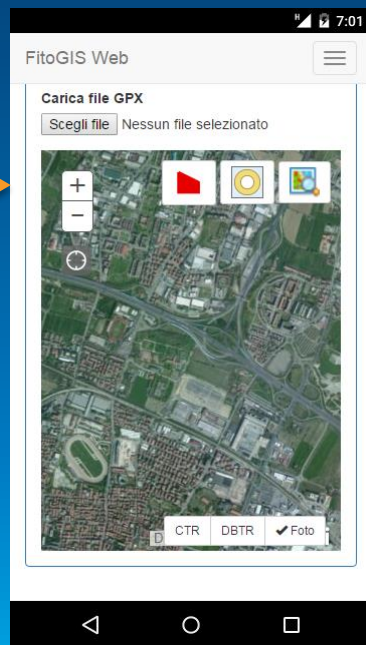 H 7:01
FitoGIS Web
Carica file GPX
Scegli file Nessun file selezionato
+
−
D CTR DBTR ✔ Foto